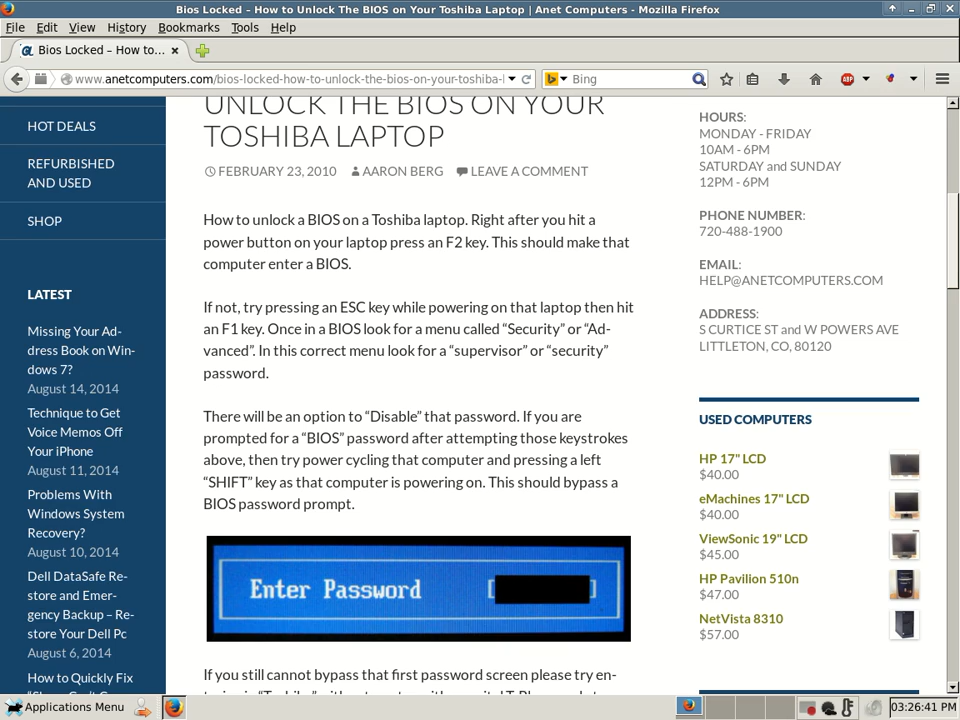 Bios Locked – How to Unlock The BIOS on Your Toshiba Laptop | Anet Computers - Mozilla Firefox
File Edit View History Bookmarks Tools Help
Bios Locked – How to...
www.anetcomputers.com/bios-locked-how-to-unlock-the-bios-on-your-toshiba-l
Bing
HOT DEALS
REFURBISHED
AND USED
SHOP
LATEST
Missing Your Ad-
dress Book on Win-
dows 7?
August 14, 2014
Technique to Get
Voice Memos Off
Your iPhone
August 11, 2014
Problems With
Windows System
Recovery?
August 10, 2014
Dell DataSafe Re-
store and Emer-
gency Backup – Re-
store Your Dell Pc
August 6, 2014
How to Quickly Fix
UNLOCK THE BIOS ON YOUR
TOSHIBA LAPTOP
FEBRUARY 23, 2010 AARON BERG LEAVE A COMMENT
How to unlock a BIOS on a Toshiba laptop. Right after you hit a
power button on your laptop press an F2 key. This should make that
computer enter a BIOS.
If not, try pressing an ESC key while powering on that laptop then hit
an F1 key. Once in a BIOS look for a menu called “Security” or “Ad-
vanced”. In this correct menu look for a “supervisor” or “security”
password.
There will be an option to “Disable” that password. If you are
prompted for a “BIOS” password after attempting those keystrokes
above, then try power cycling that computer and pressing a left
“SHIFT” key as that computer is powering on. This should bypass a
BIOS password prompt.
Enter Password [ ]
If you still cannot bypass that first password screen please try en-
HOURS:
MONDAY - FRIDAY
10AM - 6PM
SATURDAY and SUNDAY
12PM - 6PM
PHONE NUMBER:
720-488-1900
EMAIL:
HELP@ANETCOMPUTERS.COM
ADDRESS:
S CURTICE ST and W POWERS AVE
LITTLETON, CO, 80120
USED COMPUTERS
HP 17" LCD
$40.00
eMachines 17" LCD
$40.00
ViewSonic 19" LCD
$45.00
HP Pavilion 510n
$47.00
NetVista 8310
$57.00
Applications Menu
03:26:41 PM